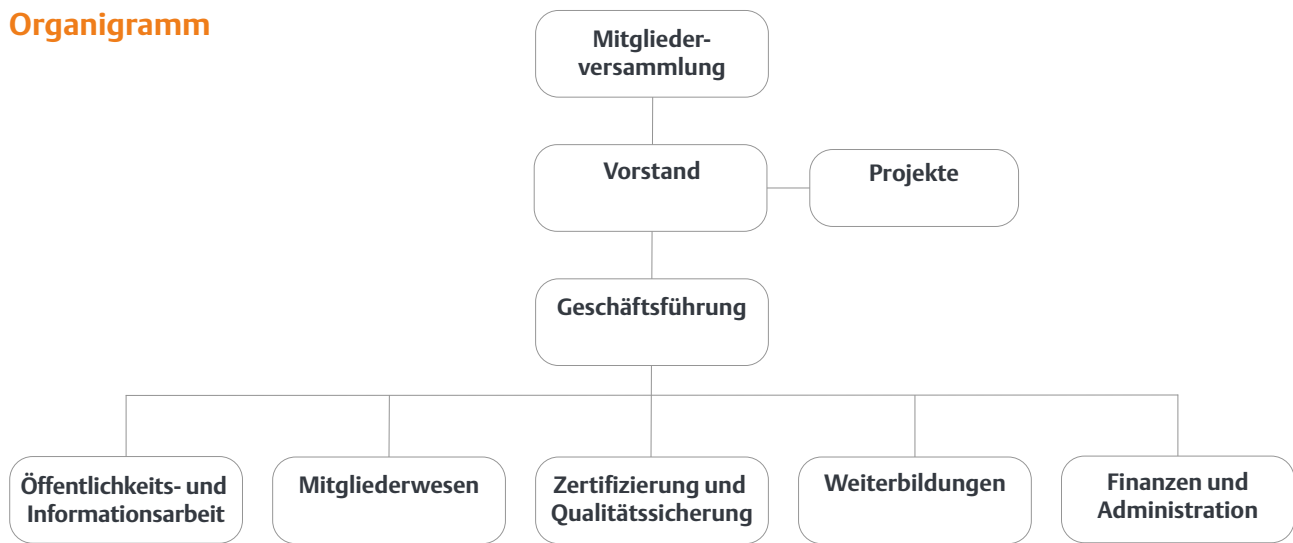 Organigramm
Mitglieder-
versammlung
Vorstand
Projekte
Geschäftsführung
Öffentlichkeits- und
Informationsarbeit
Mitgliederwesen
Zertifizierung und
Qualitätssicherung
Weiterbildungen
Finanzen und
Administration